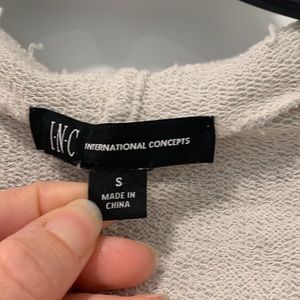 I·N·C INTERNATIONAL CONCEPTS
S
MADE IN
CHINA